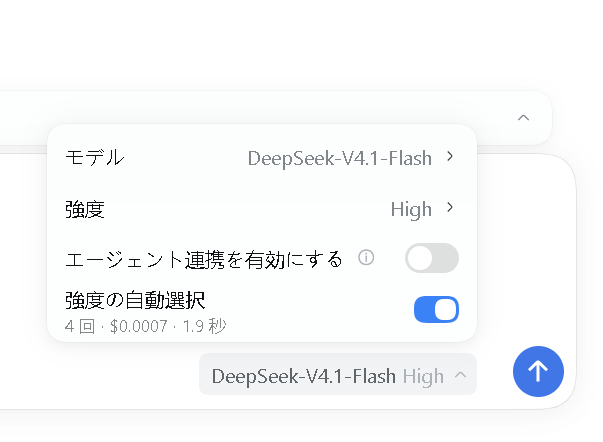 モデル DeepSeek-V4.1-Flash
強度 High
エージェント連携を有効にする
強度の自動選択
4 回 · $0.0007 · 1.9 秒
DeepSeek-V4.1-Flash High